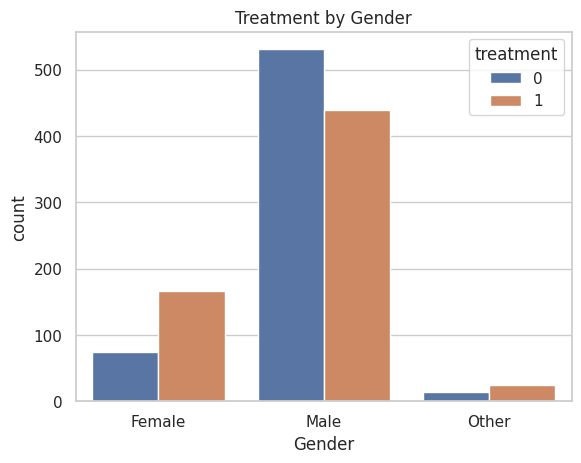 Treatment by Gender
treatment
0
1
500
400
300
200
100
0
count
Female
Male
Other
Gender